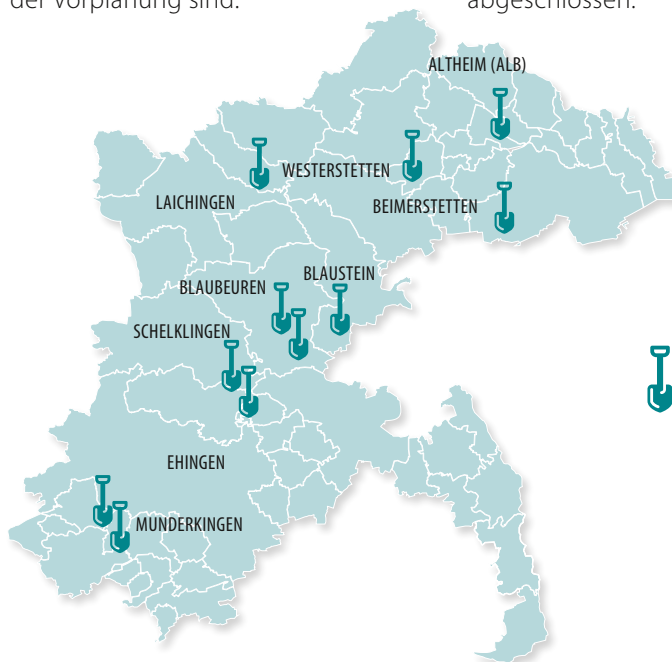 der Vorplanung sind.
abgeschlossen.
ALTHEIM (ALB)
WESTERSTETTEN
LAICHINGEN
BEIMERSTETTEN
BLAUSTEIN
BLAUBEUREN
SCHELKLINGEN
EHINGEN
MUNDERKINGEN